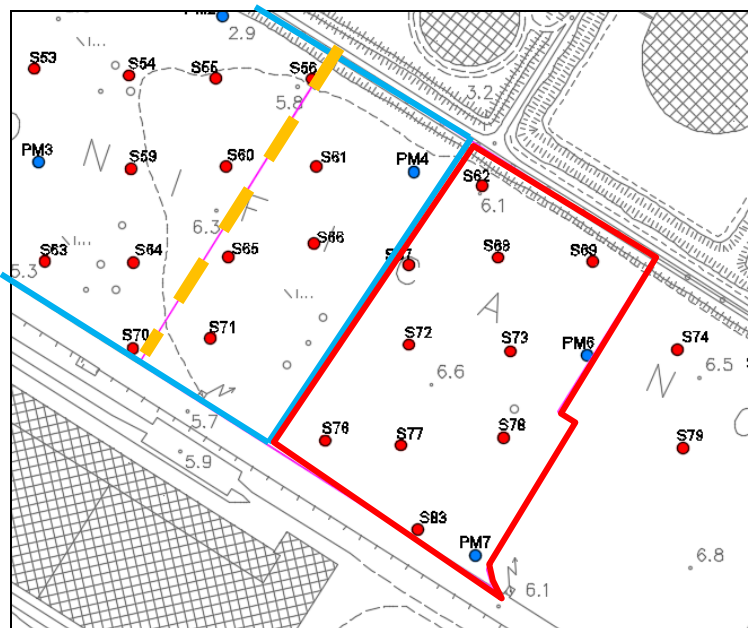 2.9
S53
S54
S55
S56
\I...
5.8
3.2
PM3
S59
S60
S61
PM4
S62
6.1
N
I
F
6.3
I
C
A
N
S63
\I...
S64
S65
S66
S68
S69
5.3
\I...
S70
S71
S72
S73
PM6
S74
6.6
6.5
5.7
S76
S77
S78
S79
5.9
S83
PM7
6.8
6.1